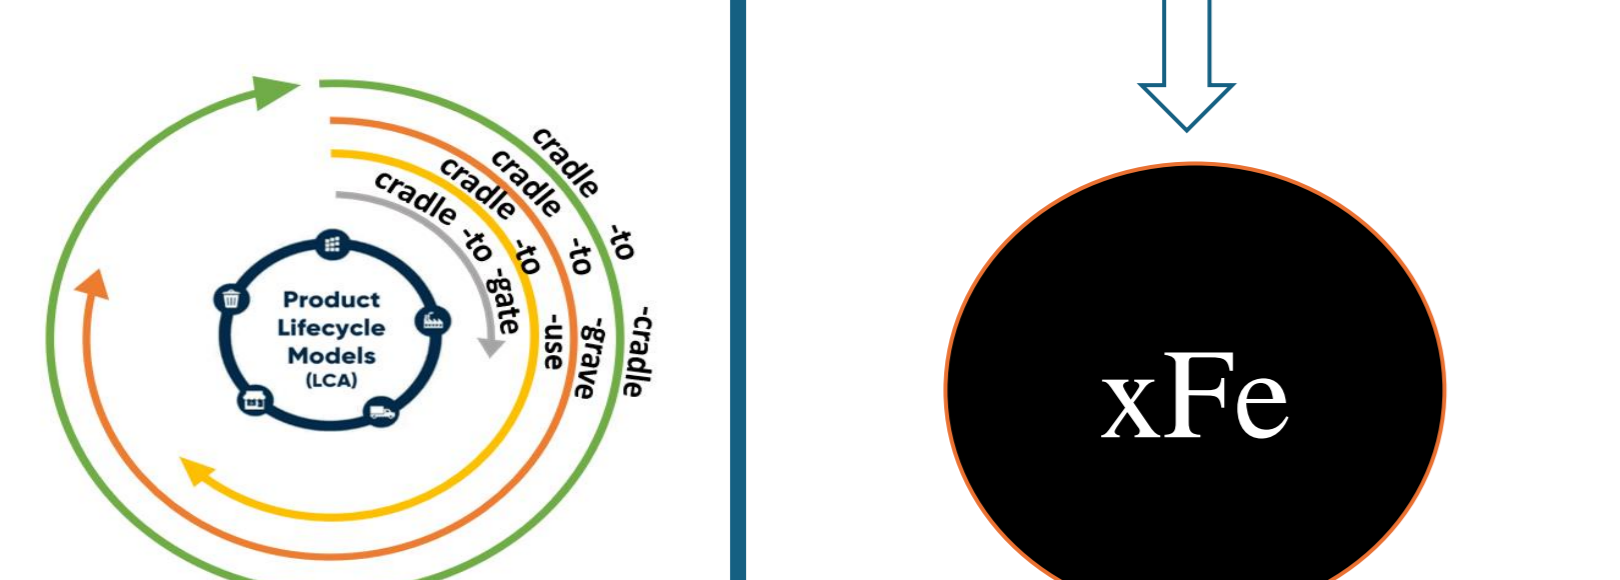 cradle -to -cradle
cradle -to -grave
cradle -to -use
cradle -to -gate
Product
Lifecycle
Models
(LCA)
xFe